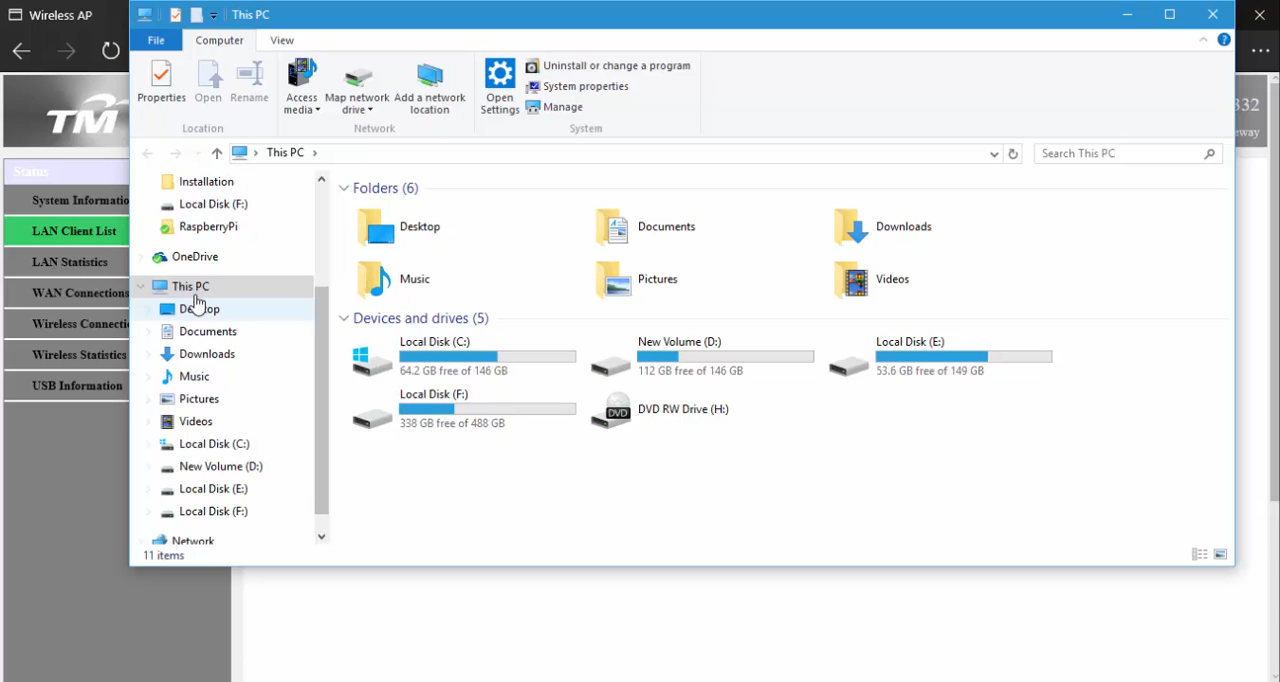 Wireless AP
This PC
File
Computer
View
Properties
Open
Rename
Access
media
Map network
drive
Add a network
location
Open
Settings
Uninstall or change a program
System properties
Manage
Location
Network
System
This PC
Search This PC
TM
332
eway
Status
System Informatio
LAN Client List
LAN Statistics
WAN Connections
Wireless Connecti
Wireless Statistics
USB Information
Installation
Local Disk (F:)
RaspberryPi
OneDrive
This PC
Desktop
Documents
Downloads
Music
Pictures
Videos
Local Disk (C:)
New Volume (D:)
Local Disk (E:)
Local Disk (F:)
Network
11 items
Folders (6)
Desktop
Documents
Downloads
Music
Pictures
Videos
Devices and drives (5)
Local Disk (C:)
64.2 GB free of 146 GB
New Volume (D:)
112 GB free of 146 GB
Local Disk (E:)
53.6 GB free of 149 GB
Local Disk (F:)
338 GB free of 488 GB
DVD
DVD RW Drive (H:)